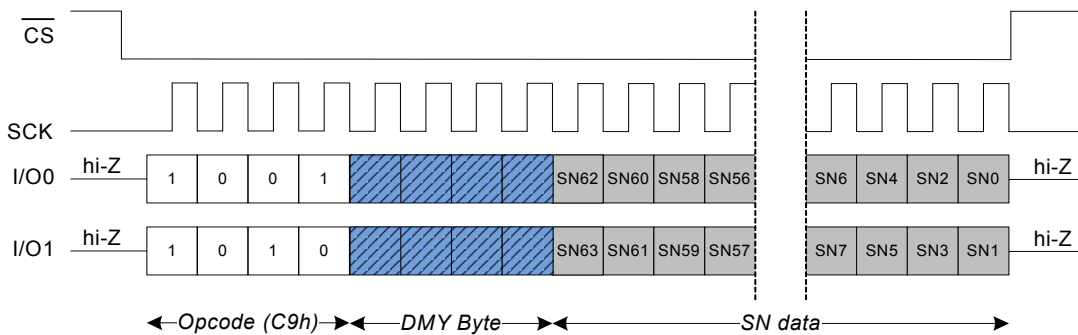 CS
SCK
I/O0 hi-Z 1 0 0 1 SN62 SN60 SN58 SN56 SN6 SN4 SN2 SN0 hi-Z
I/O1 hi-Z 1 0 1 0 SN63 SN61 SN59 SN57 SN7 SN5 SN3 SN1 hi-Z
Opcode (C9h) DMY Byte SN data